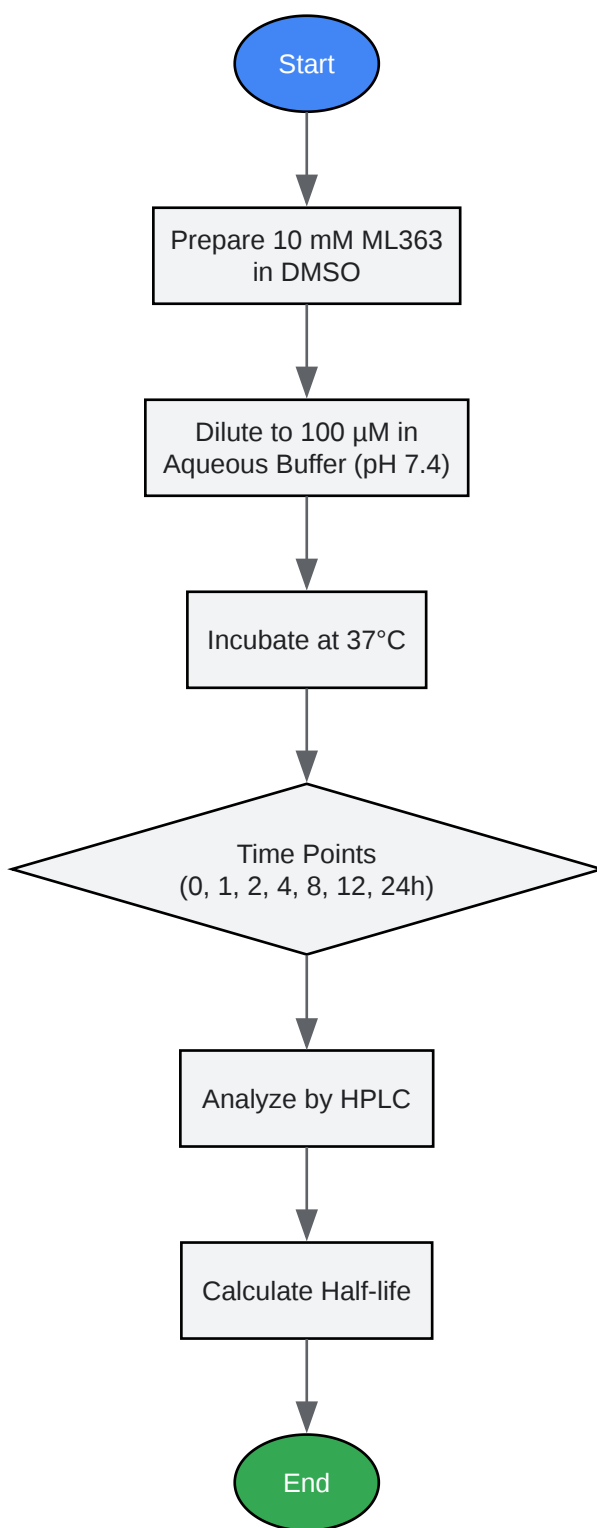 Start
Prepare 10 mM ML363
in DMSO
Dilute to 100 µM in
Aqueous Buffer (pH 7.4)
Incubate at 37°C
Time Points
(0, 1, 2, 4, 8, 12, 24h)
Analyze by HPLC
Calculate Half-life
End